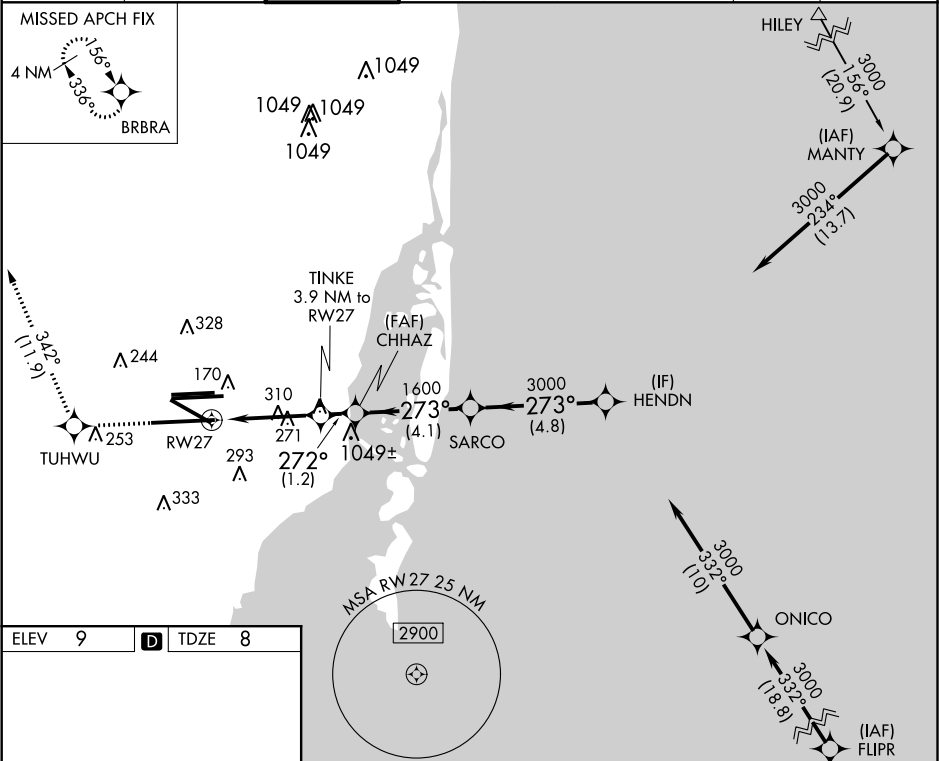 MISSED APCH FIX
4 NM
156°
336°
BRBRA
1049
1049
1049
1049
HILEY
3000
156°
(20.9)
(IAF)
MANTY
3000
234°
(13.7)
TINKE
3.9 NM to
RW27
(FAF)
CHHAZ
342°
(11.9)
328
244
170
310
271
253
RW27
TUHWU
293
333
272°
(1.2)
1049±
1600
273°
(4.1)
SARCO
3000
273°
(4.8)
(IF)
HENDN
3000
332°
(10)
ONICO
3000
332°
(18.8)
(IAF)
FLIPR
MSA RW27 25 NM
2900
ELEV 9
D
TDZE 8